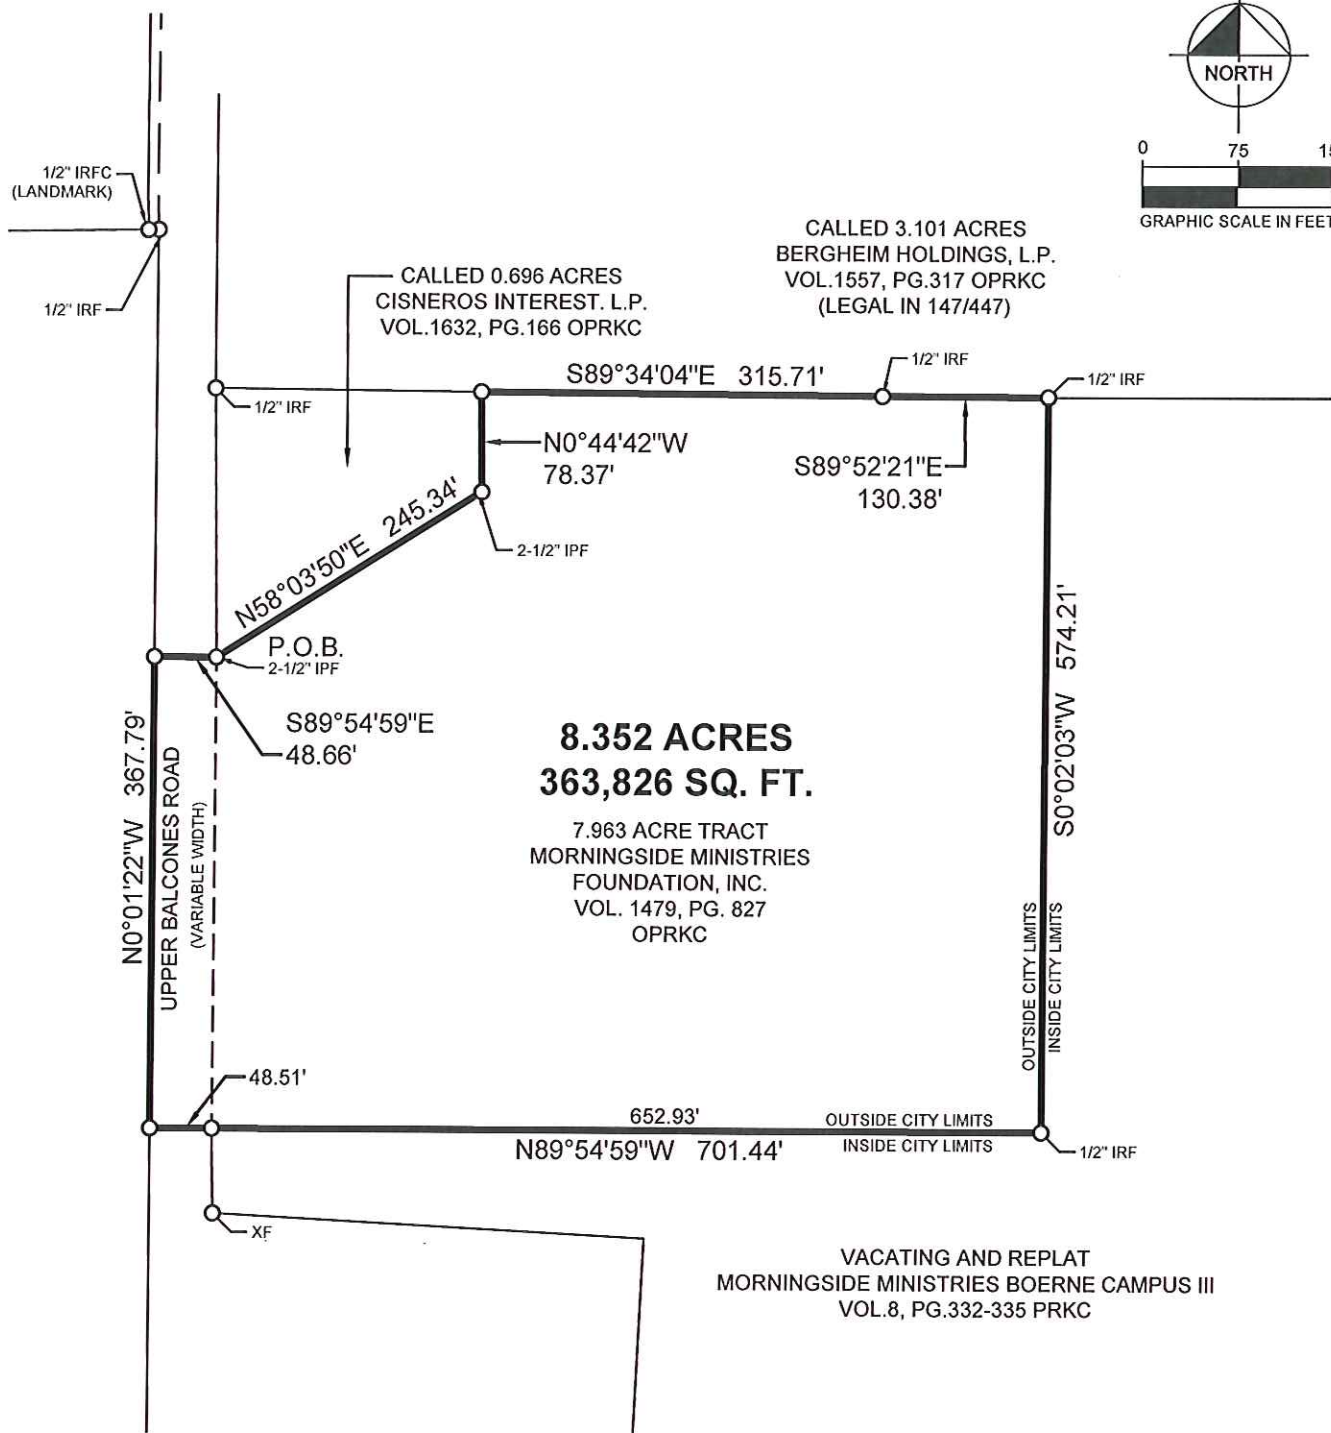 NORTH
0 75 15
GRAPHIC SCALE IN FEET
1/2" IRFC
(LANDMARK)
1/2" IRF
CALLED 0.696 ACRES
CISNEROS INTEREST. L.P.
VOL.1632, PG.166 OPRKC
CALLED 3.101 ACRES
BERGHEIM HOLDINGS, L.P.
VOL.1557, PG.317 OPRKC
(LEGAL IN 147/447)
S89°34'04"E 315.71'
1/2" IRF
1/2" IRF
1/2" IRF
N0°44'42"W
78.37'
S89°52'21"E
130.38'
N58°03'50"E 245.34'
2-1/2" IPF
P.O.B.
2-1/2" IPF
S89°54'59"E
48.66'
N0°01'22"W 367.79'
UPPER BALCONES ROAD
(VARIABLE WIDTH)
8.352 ACRES
363,826 SQ. FT.
7.963 ACRE TRACT
MORNINGSIDE MINISTRIES
FOUNDATION, INC.
VOL. 1479, PG. 827
OPRKC
S0°02'03"W 574.21'
OUTSIDE CITY LIMITS
INSIDE CITY LIMITS
48.51'
652.93'
OUTSIDE CITY LIMITS
N89°54'59"W 701.44'
INSIDE CITY LIMITS
1/2" IRF
XF
VACATING AND REPLAT
MORNINGSIDE MINISTRIES BOERNE CAMPUS III
VOL.8, PG.332-335 PRKC